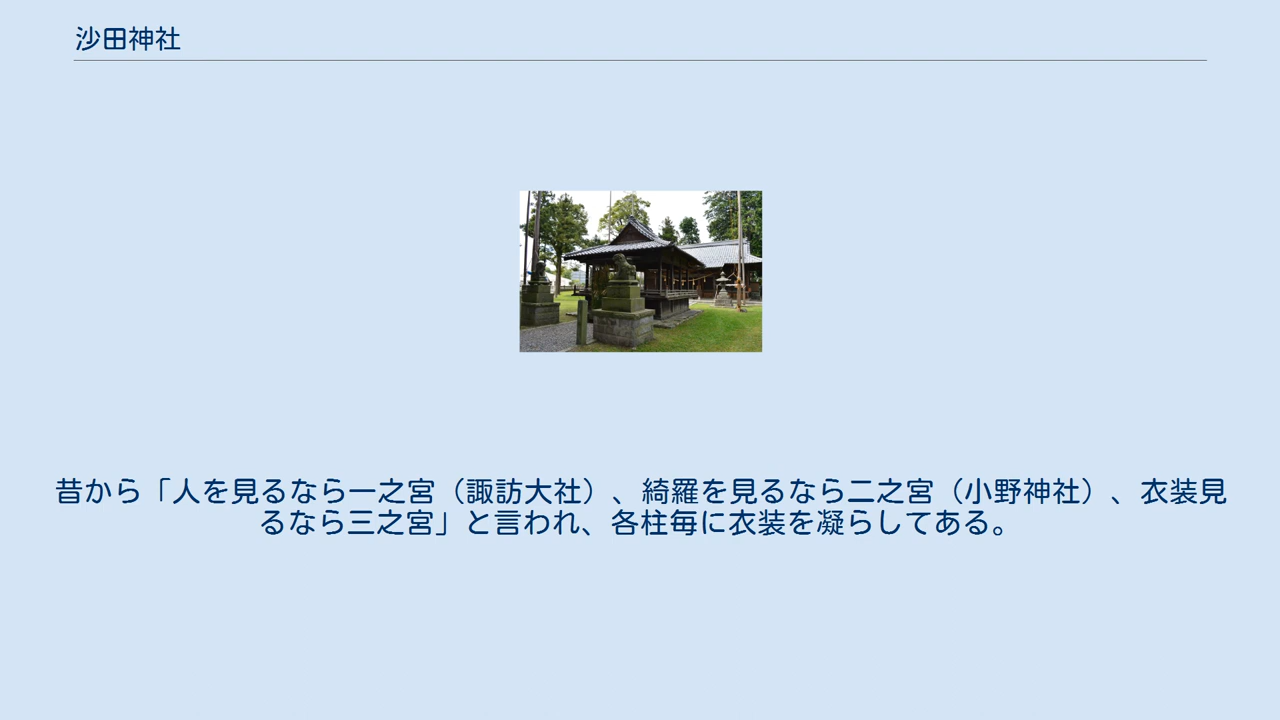 沙田神社
昔から「人を見るなら一之宮（諏訪大社）、綺羅を見るなら二之宮（小野神社）、衣装見
るなら三之宮」と言われ、各柱毎に衣装を凝らしてある。